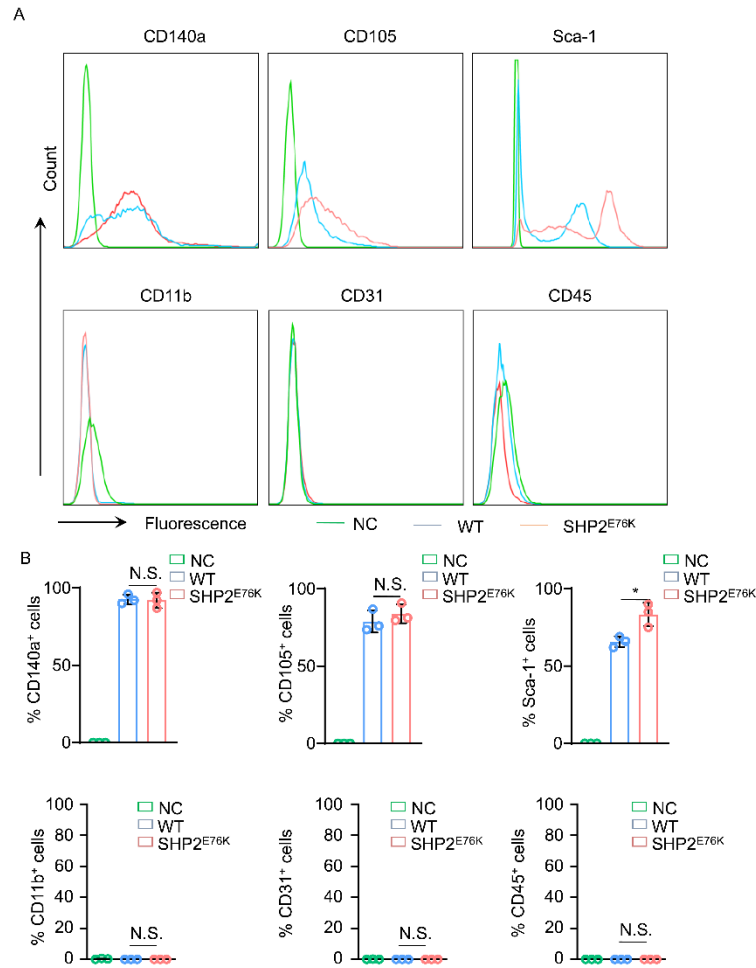 A
CD140a CD105 Sca-1
Count
CD11b CD31 CD45
Fluorescence NC WT SHP2E76K
B
NC
WT
SHP2E76K
N.S.
100
50
0
% CD140a+ cells
NC
WT
SHP2E76K
N.S.
100
50
0
% CD105+ cells
NC
WT
SHP2E76K
*
100
50
0
% Sca-1+ cells
NC
WT
SHP2E76K
N.S.
100
80
60
40
20
0
% CD11b+ cells
NC
WT
SHP2E76K
N.S.
100
80
60
40
20
0
% CD31+ cells
NC
WT
SHP2E76K
N.S.
100
80
60
40
20
0
% CD45+ cells